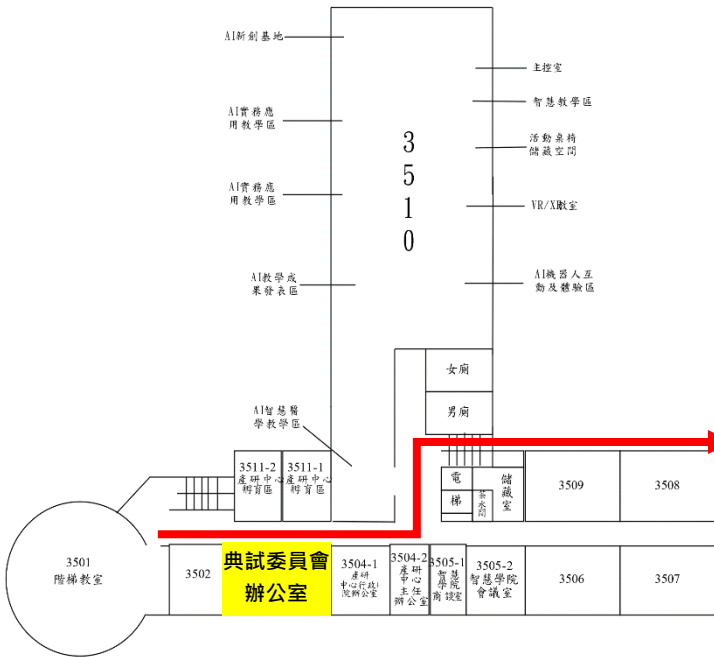 AI新創基地
主控室
智慧教學區
AI實務應
用教學區
活動桌椅
儲藏空間
3510
AI實務應
用教學區
VR/X
教室
AI教學成
果發表區
AI機器人互
動及體驗區
女廁
男廁
AI智慧醫
學教學區
3511-2
產研中心
孵育區
3511-1
產研中心
孵育區
電
梯
茶水間
儲藏室
3509
3508
3501
階梯教室
3502
典試委員會
辦公室
3504-1
產研
中心行政
院辦公室
3504-2
產研
中心
主任
辦公室
3505-1
智慧
學院
商談室
3505-2
智慧學院
會議室
3506
3507